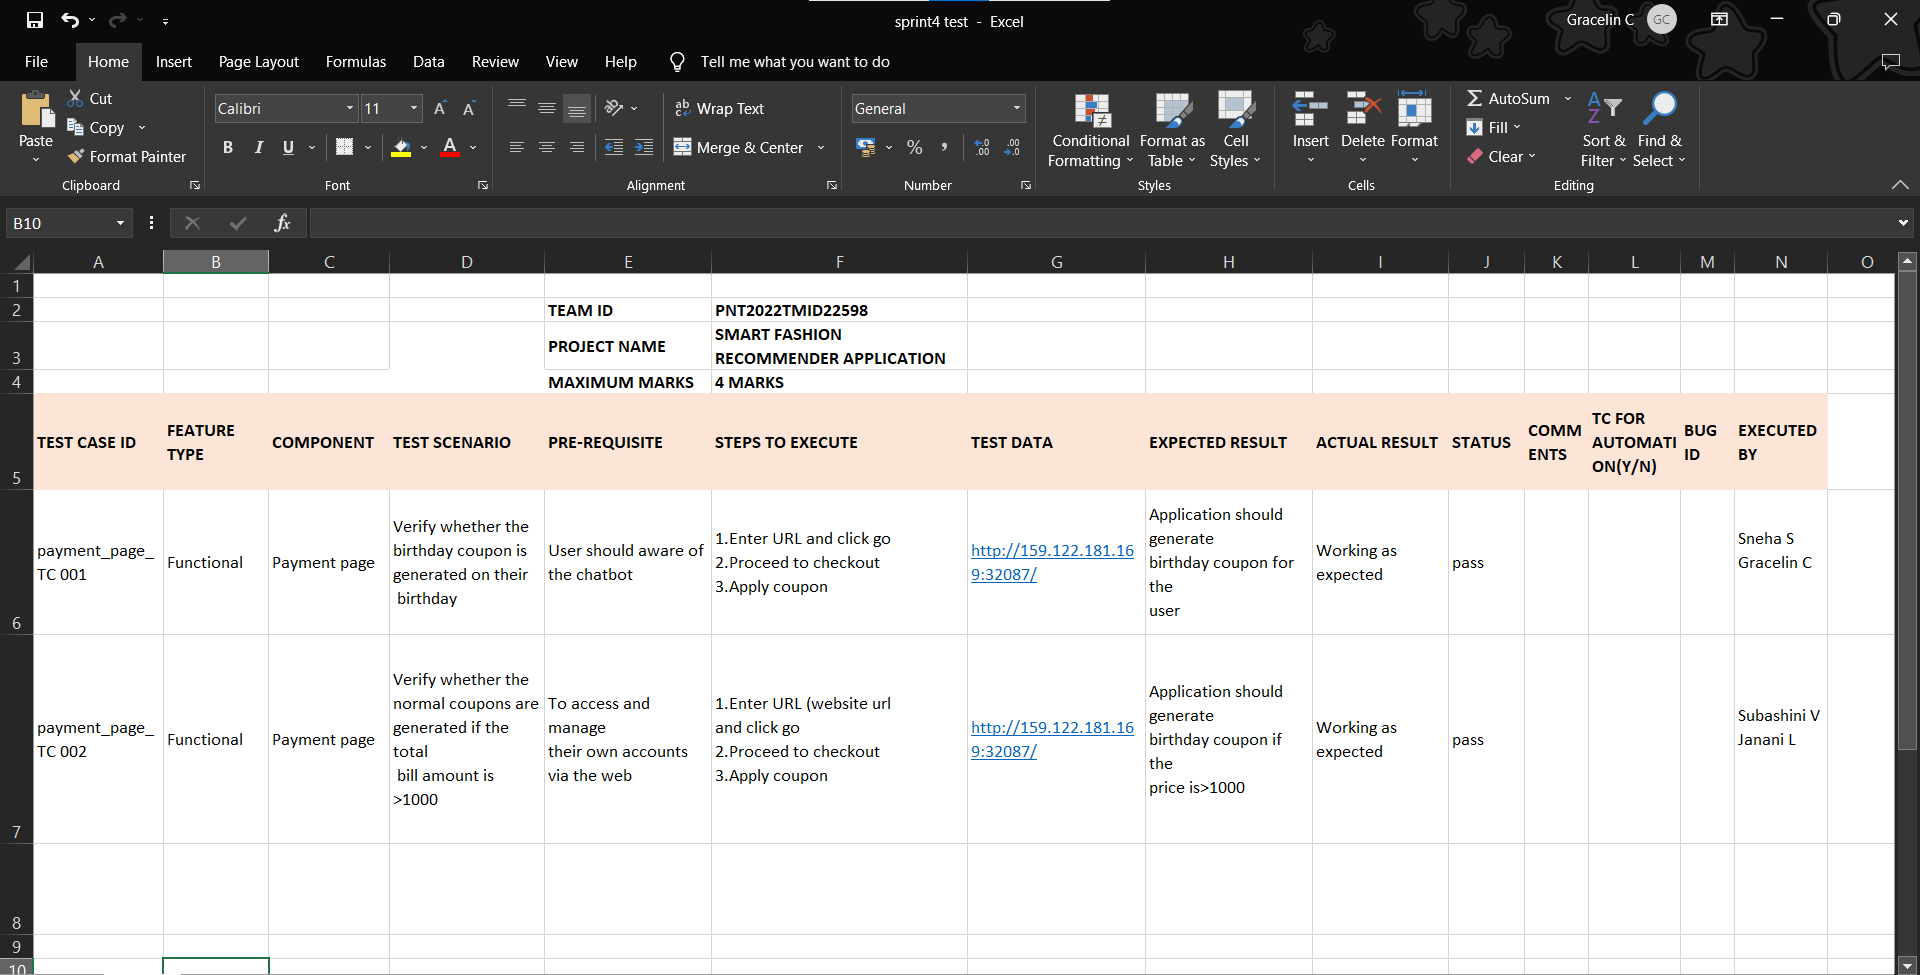 sprint4 test - Excel
Gracelin C GC
File Home Insert Page Layout Formulas Data Review View Help Tell me what you want to do
Paste
Cut
Copy
Format Painter
Clipboard
Calibri 11
B I U
Font
Wrap Text
Merge & Center
Alignment
General
Number
Conditional Formatting
Format as Table
Cell Styles
Styles
Insert Delete Format
Cells
AutoSum
Fill
Clear
Sort & Filter
Find & Select
Editing
B10 fx
A B C D E F G H I J K L M N O
1
2 TEAM ID PNT2022TMID22598
3 PROJECT NAME
SMART FASHION
RECOMMENDER APPLICATION
4 MAXIMUM MARKS 4 MARKS
5
TEST CASE ID
FEATURE
TYPE
COMPONENT
TEST SCENARIO
PRE-REQUISITE
STEPS TO EXECUTE
TEST DATA
EXPECTED RESULT
ACTUAL RESULT
STATUS
COMM
ENTS
TC FOR
AUTOMATI
ON(Y/N)
BUG
ID
EXECUTED
BY
6
payment_page_
TC 001
Functional
Payment page
Verify whether the
birthday coupon is
generated on their
birthday
User should aware of
the chatbot
1.Enter URL and click go
2.Proceed to checkout
3.Apply coupon
http://159.122.181.16
9:32087/
Application should
generate
birthday coupon for
the
user
Working as
expected
pass
Sneha S
Gracelin C
7
payment_page_
TC 002
Functional
Payment page
Verify whether the
normal coupons are
generated if the
total
bill amount is
>1000
To access and
manage
their own accounts
via the web
1.Enter URL (website url
and click go
2.Proceed to checkout
3.Apply coupon
http://159.122.181.16
9:32087/
Application should
generate
birthday coupon if
the
price is>1000
Working as
expected
pass
Subashini V
Janani L
8
9
10